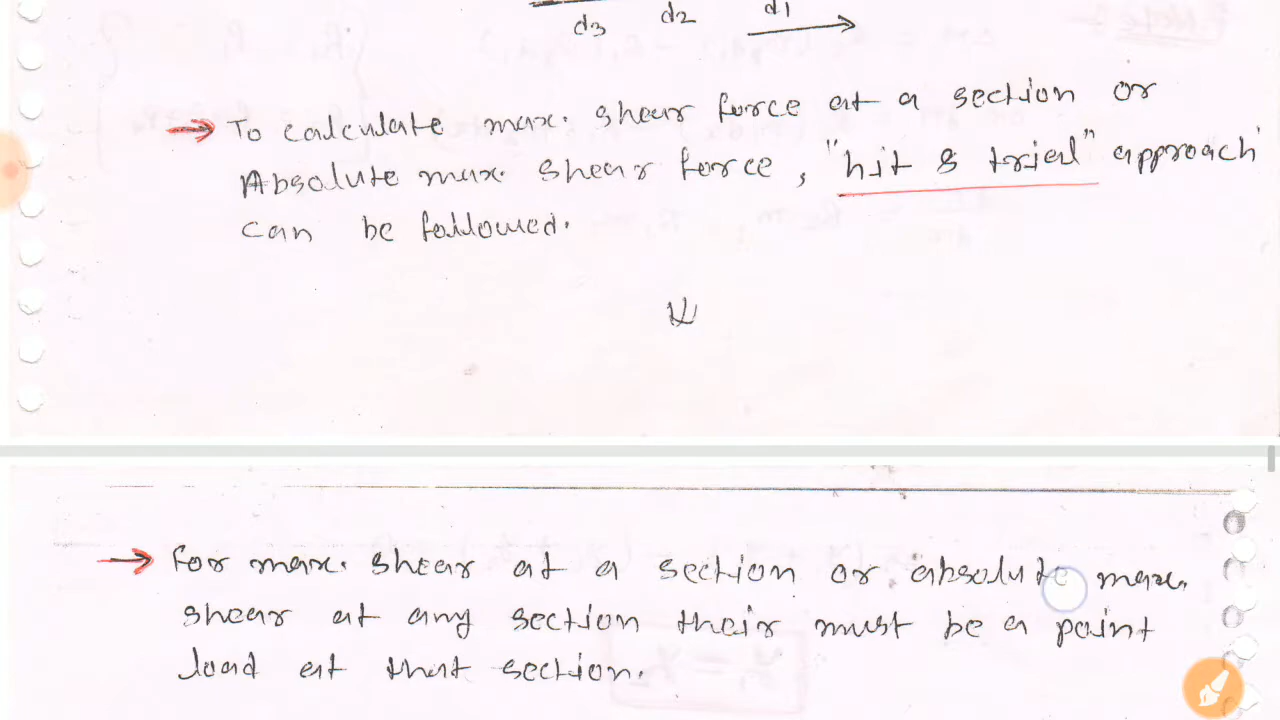 d3 d2 d1
→ To calculate max. shear force at a section or
Absolute max. shear force, "hit & trial" approach
can be followed.
→ For max. shear at a section or absolute max.
shear at any section their must be a point
load at that section.